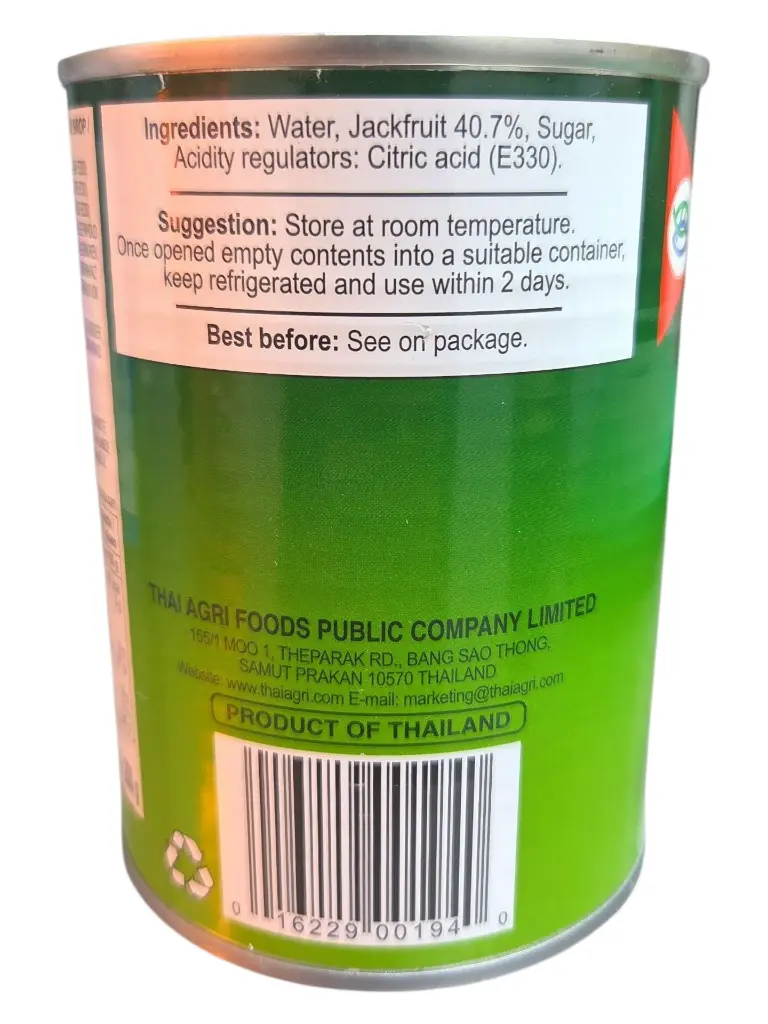 Ingredients: Water, Jackfruit 40.7%, Sugar,
Acidity regulators: Citric acid (E330).
Suggestion: Store at room temperature.
Once opened empty contents into a suitable container,
keep refrigerated and use within 2 days.
Best before: See on package.
THAI AGRI FOODS PUBLIC COMPANY LIMITED
155/1 MOO 1, THEPARAK RD., BANG SAO THONG,
SAMUT PRAKAN 10570 THAILAND
Website: www.thaiagri.com E-mail: marketing@thaiagri.com
PRODUCT OF THAILAND
0 16229 00194 0